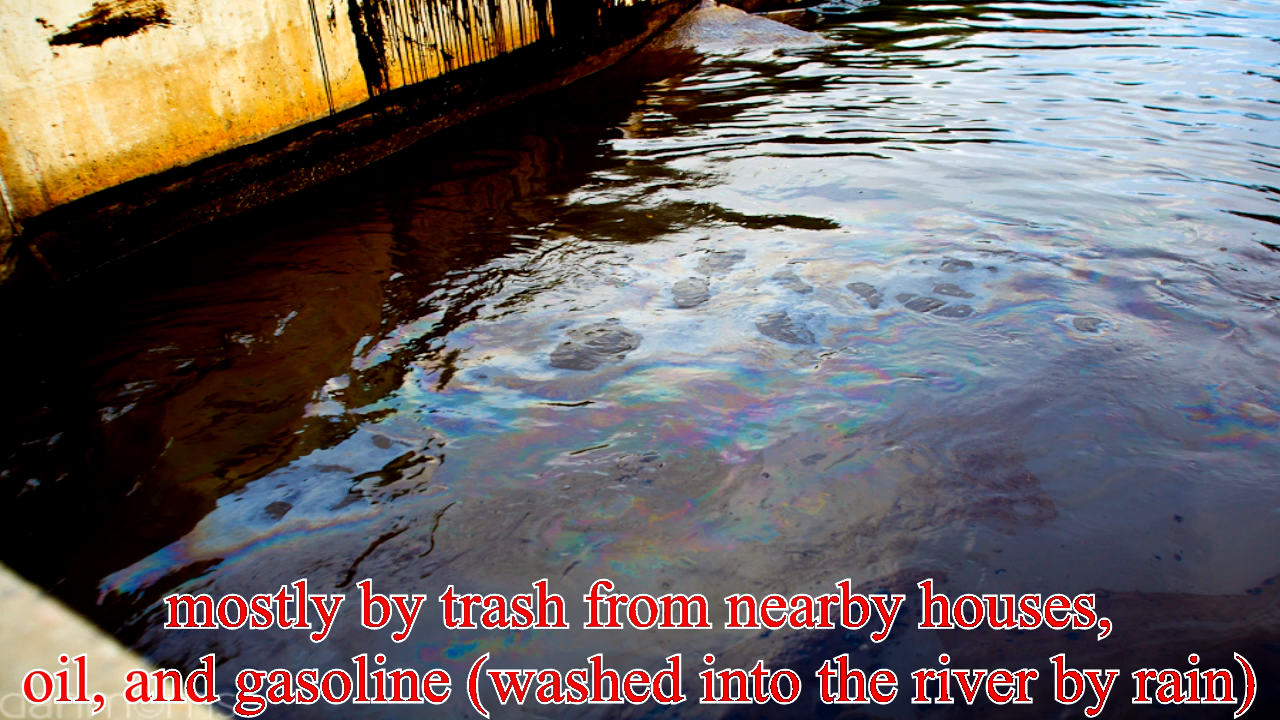 mostly by trash from nearby houses,
oil, and gasoline (washed into the river by rain)